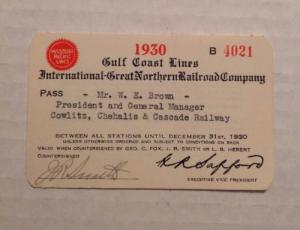 MISSOURI
PACIFIC
LINES
1930
B 4021
Gulf Coast Lines
International-Great Northern Railroad Company
PASS - Mr. W. E. Brown -
President and General Manager
Cowlitz, Chehalis & Cascade Railway
BETWEEN ALL STATIONS UNTIL DECEMBER 31ST, 1930
UNLESS OTHERWISE ORDERED AND SUBJECT TO CONDITIONS ON BACK
VALID WHEN COUNTERSIGNED BY GEO. C. FOX, J. R. SMITH OR L. B. HERBERT
COUNTERSIGNED
J R Smith
EXECUTIVE VICE PRESIDENT